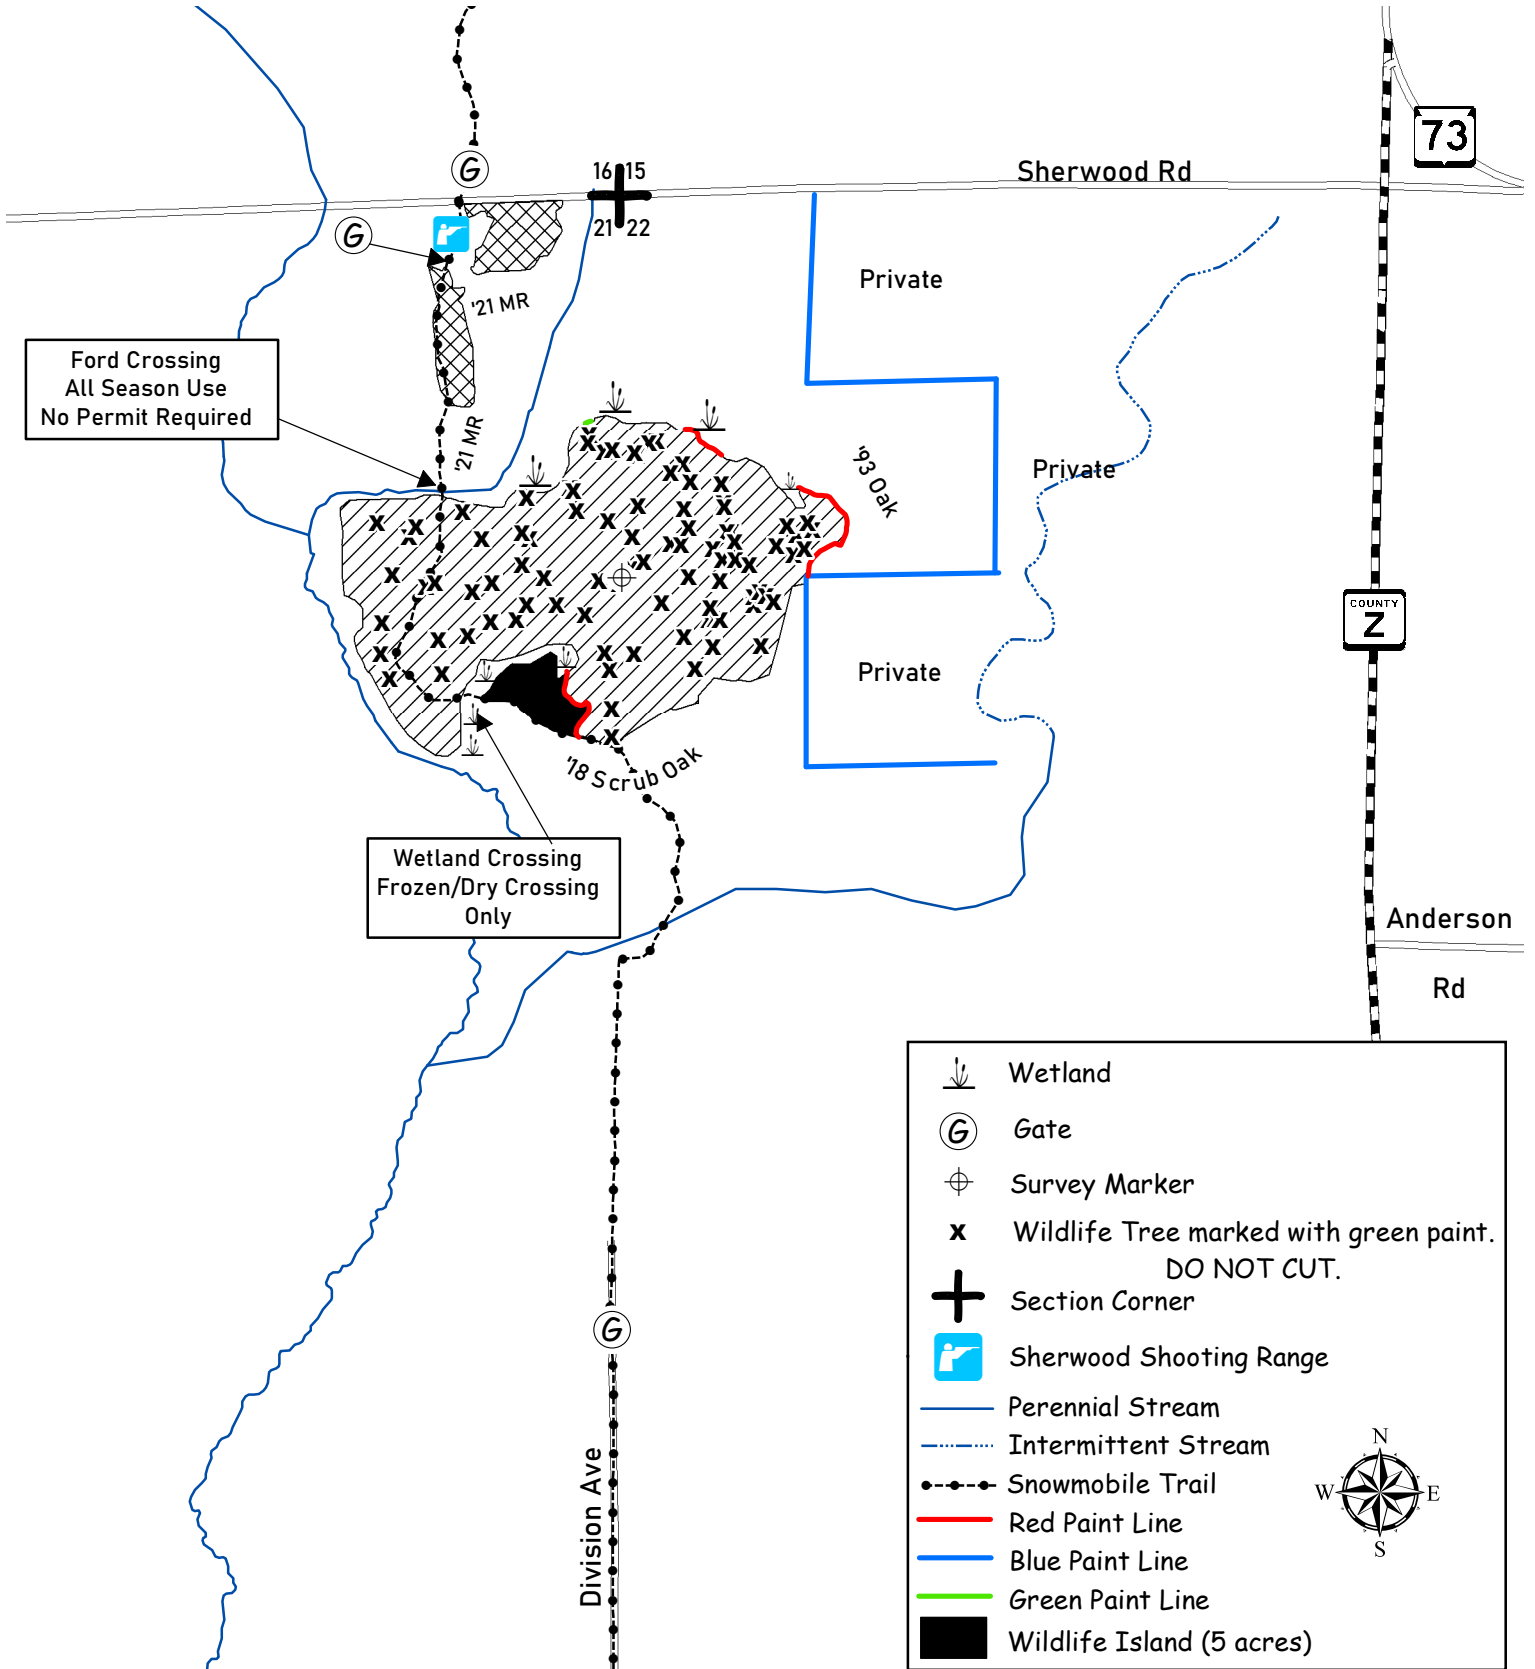 73
Sherwood Rd
G
16 15
21 22
G
Private
'21 MR
Ford Crossing
All Season Use
No Permit Required
'21 MR
'93 Oak
Private
COUNTY
Z
Private
'18 Scrub Oak
Wetland Crossing
Frozen/Dry Crossing
Only
Anderson
Rd
G
Division Ave
Wetland
G Gate
Survey Marker
x Wildlife Tree marked with green paint.
DO NOT CUT.
Section Corner
Sherwood Shooting Range
Perennial Stream
Intermittent Stream
Snowmobile Trail
Red Paint Line
Blue Paint Line
Green Paint Line
Wildlife Island (5 acres)
N
W E
S